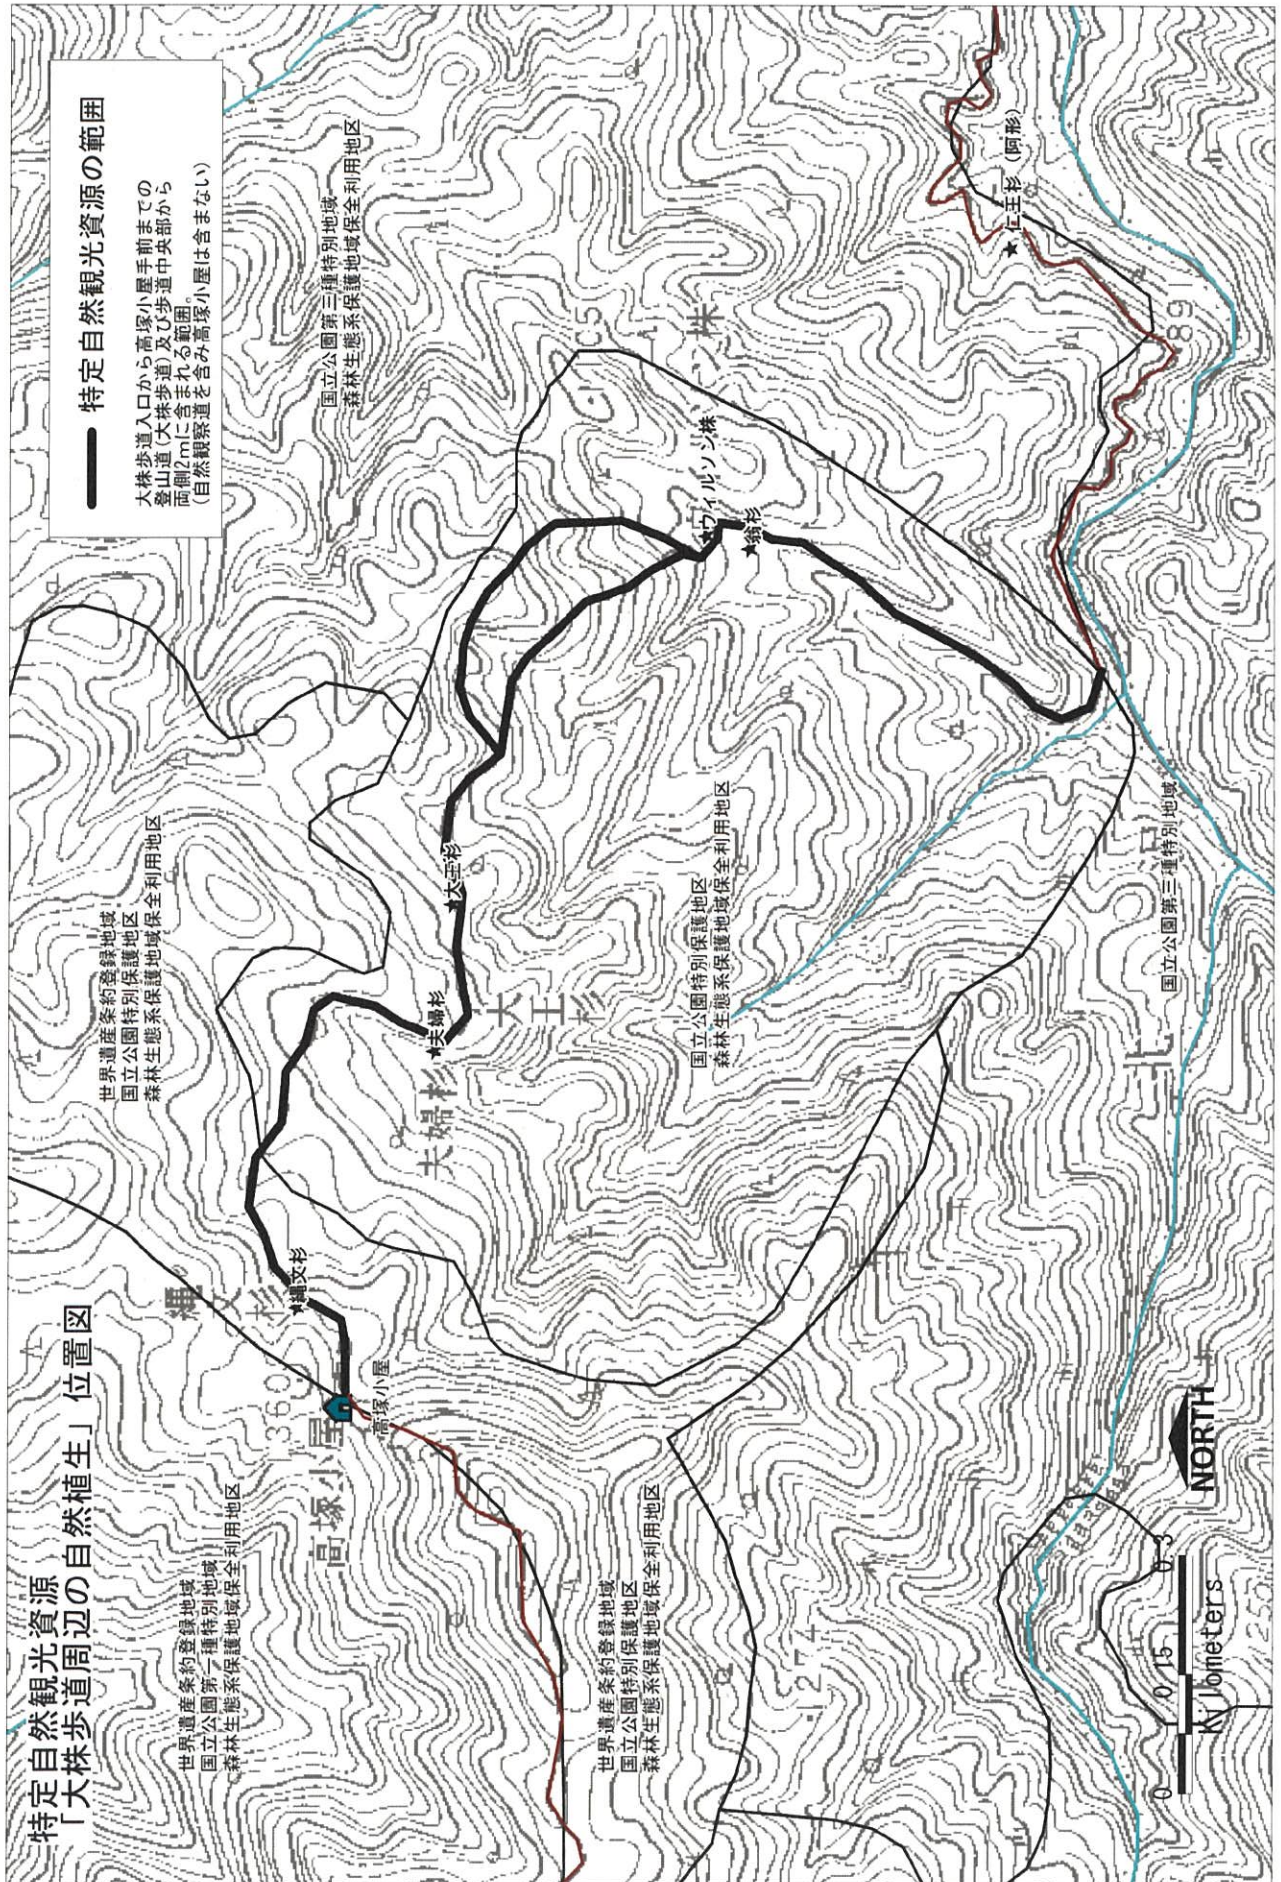 特定自然観光資源
「大株歩道周辺の自然植生」位置図
特定自然観光資源の範囲
大株歩道入口から高塚小屋手前までの
登山道(大株歩道)及び歩道中央部から
両側2mに含まれる範囲。
(自然観察道を含み高塚小屋は含まない)
世界遺産条約登録地域
国立公園特別保護地区
森林生態系保護地域保全利用地区
国立公園第三種特別地域
森林生態系保護地域保全利用地区
世界遺産条約登録地域
国立公園第一種特別地域
森林生態系保護地域保全利用地区
縄文杉
縄文杉
高塚小屋
高塚小屋
夫婦杉
夫婦杉
大王杉
大王杉
ウィルソン株
株
翁杉
仁王杉(阿形)
国立公園特別保護地区
森林生態系保護地域保全利用地区
世界遺産条約登録地域
国立公園特別保護地区
森林生態系保護地域保全利用地区
国立公園第三種特別地域
北
NORTH
0 0.15 0.3
Kilometers